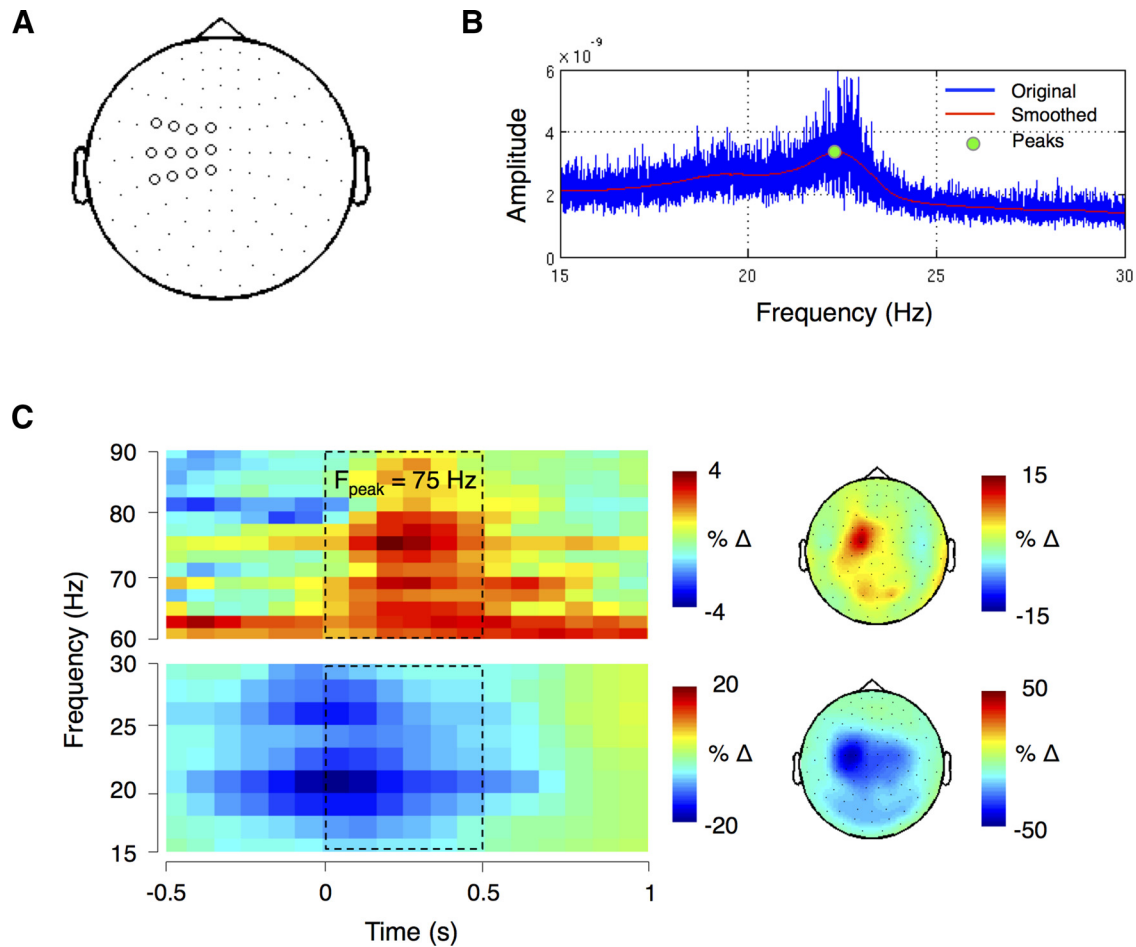 A
B
× 10⁻⁹
6
4
2
0
Amplitude
15
20
25
30
Frequency (Hz)
Original
Smoothed
Peaks
C
90
80
70
60
30
25
20
15
Frequency (Hz)
F_peak = 75 Hz
-0.5
0
0.5
1
Time (s)
4
% Δ
-4
15
% Δ
-15
20
% Δ
-20
50
% Δ
-50